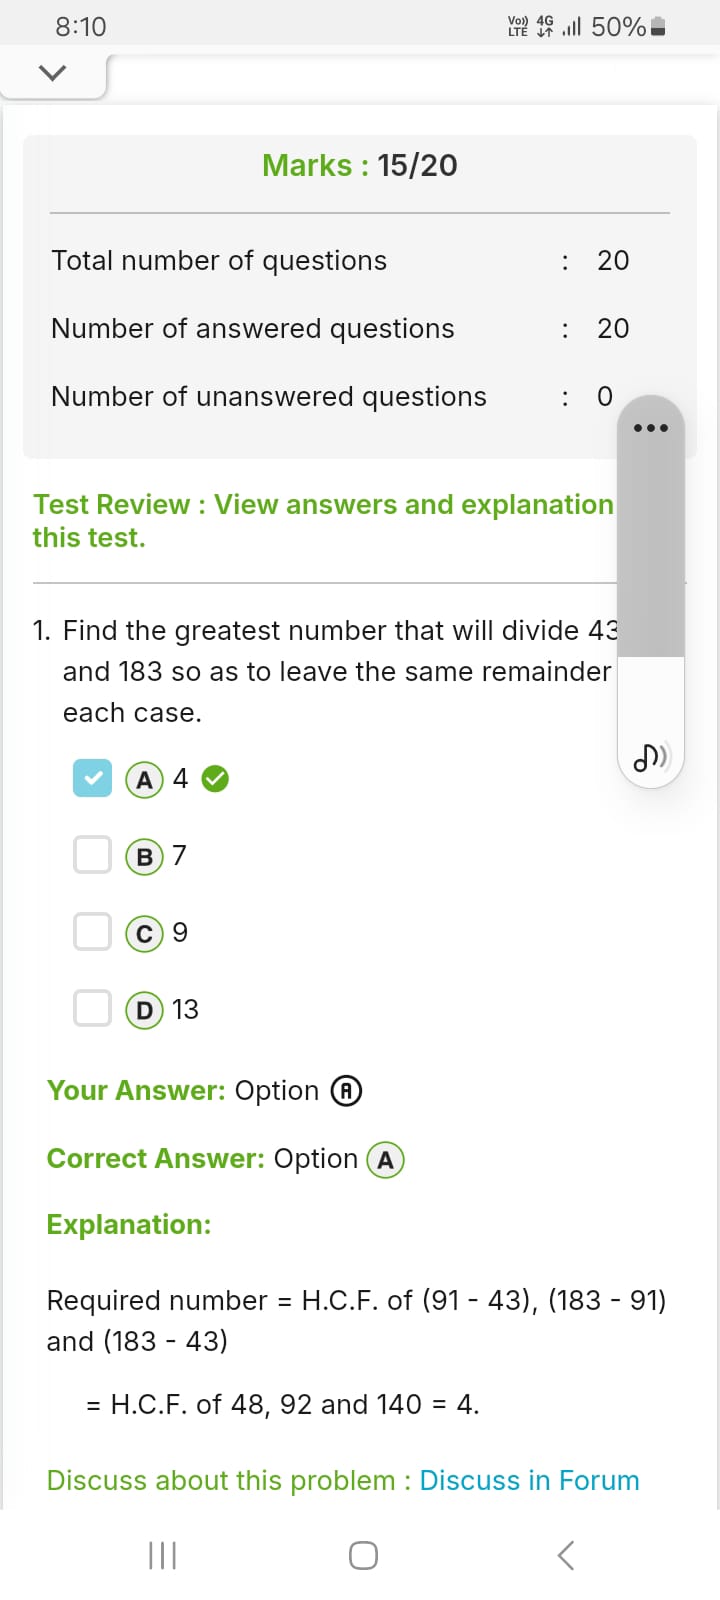 8:10
Vo)) LTE 4G 50%
Marks : 15/20
Total number of questions : 20
Number of answered questions : 20
Number of unanswered questions : 0
Test Review : View answers and explanation
this test.
1. Find the greatest number that will divide 43
and 183 so as to leave the same remainder
each case.
A 4
B 7
C 9
D 13
Your Answer: Option A
Correct Answer: Option A
Explanation:
Required number = H.C.F. of (91 - 43), (183 - 91)
and (183 - 43)
= H.C.F. of 48, 92 and 140 = 4.
Discuss about this problem : Discuss in Forum